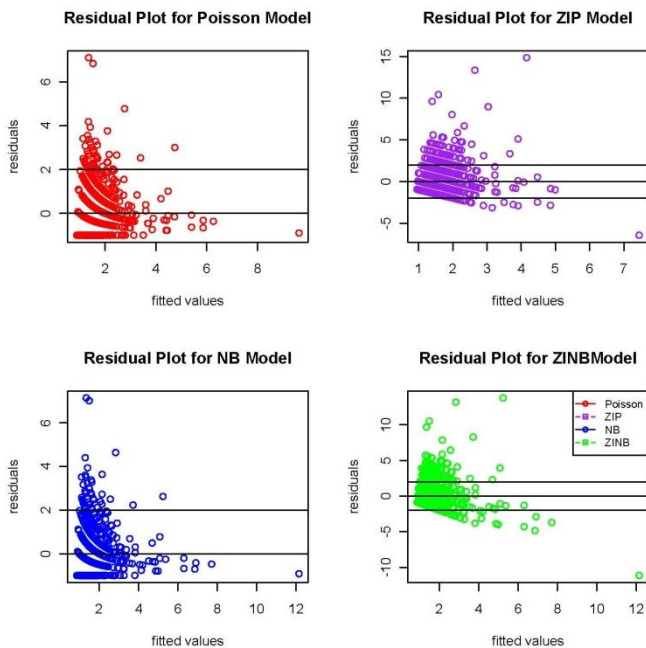 Residual Plot for Poisson Model
residuals
6
4
2
0
2
4
6
8
fitted values
Residual Plot for ZIP Model
residuals
15
10
5
0
-5
1
2
3
4
5
6
7
fitted values
Residual Plot for NB Model
residuals
6
4
2
0
2
4
6
8
10
12
fitted values
Residual Plot for ZINBModel
residuals
10
5
0
-5
-10
2
4
6
8
10
12
fitted values
Poisson
ZIP
NB
ZINB